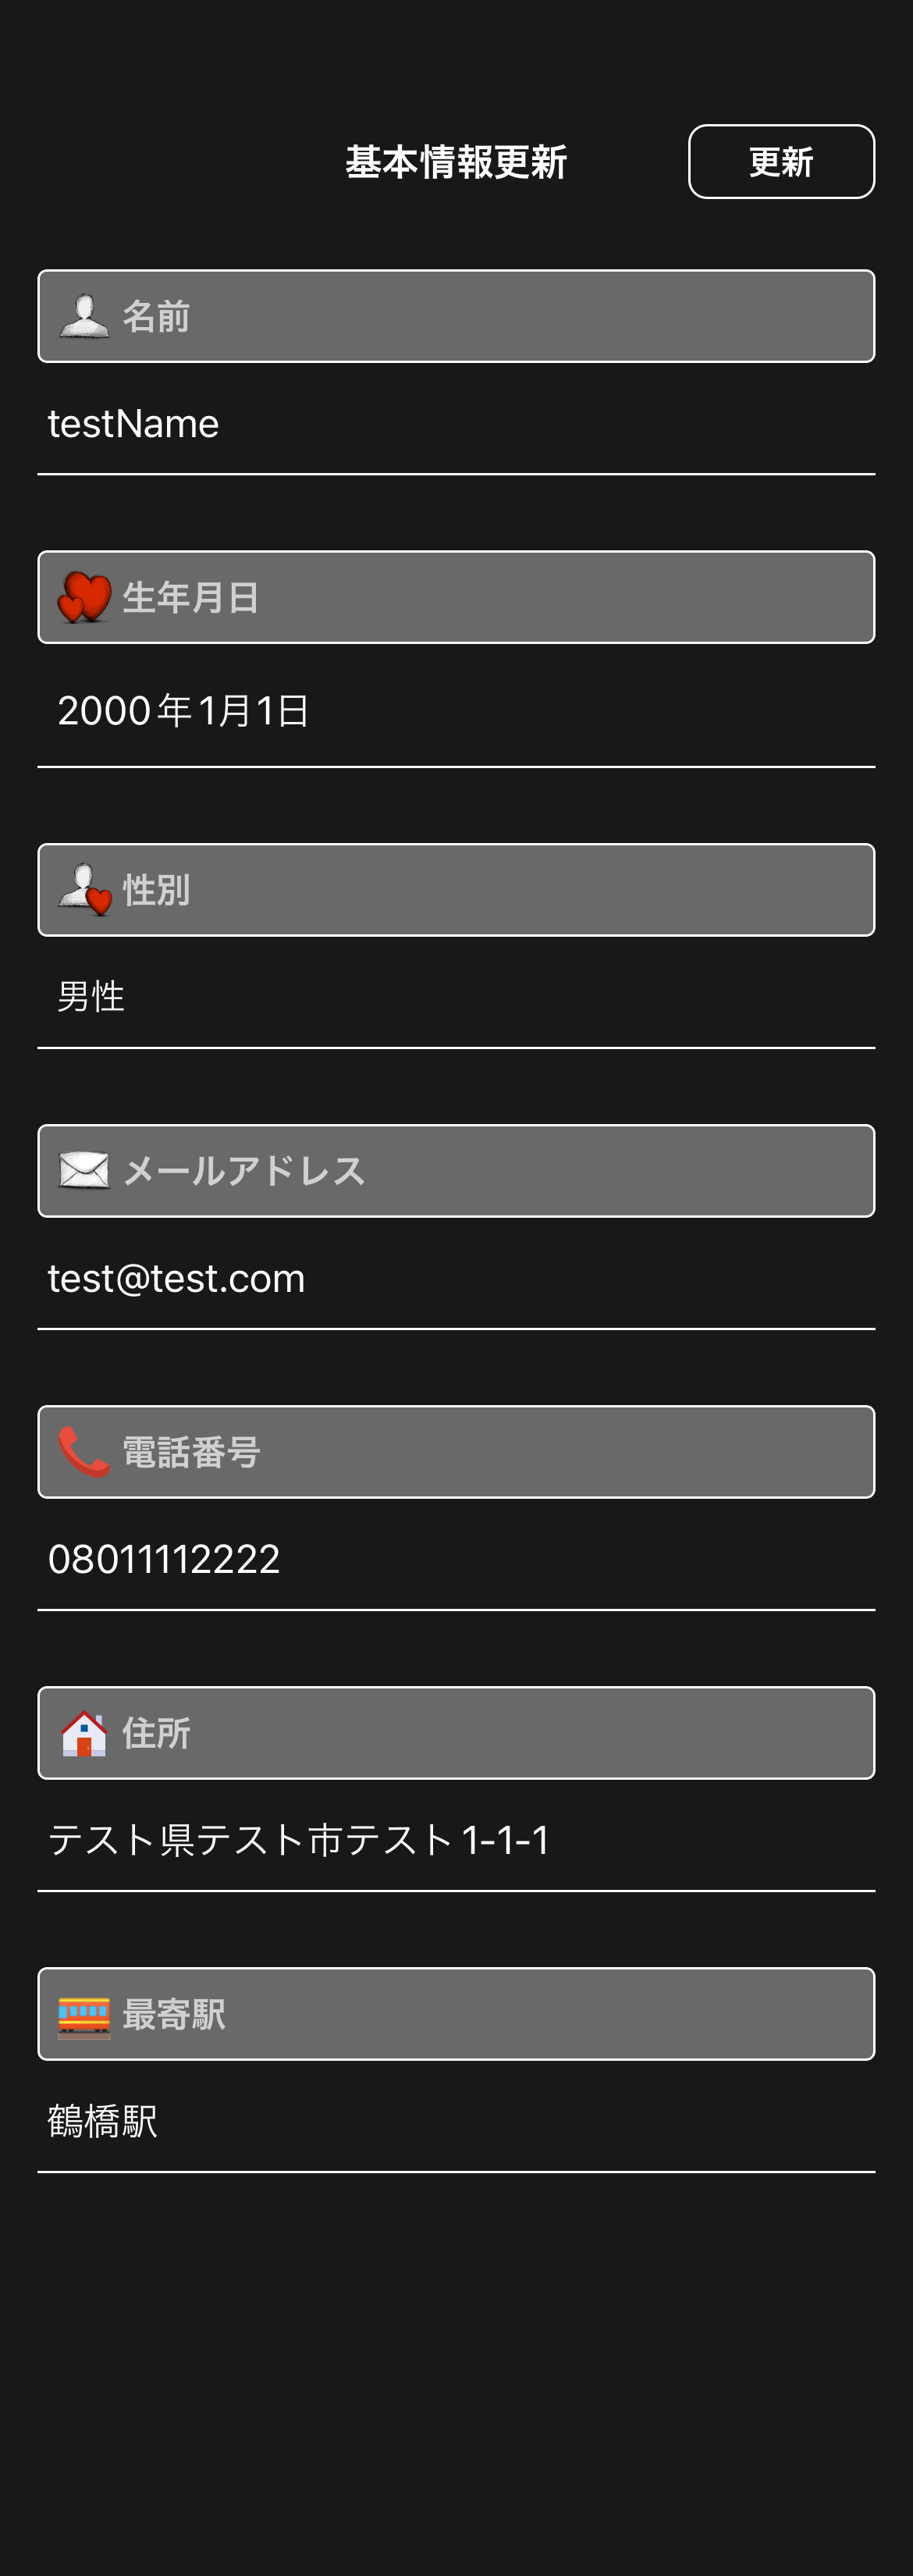 基本情報更新
更新
名前
testName
生年月日
2000年1月1日
性別
男性
メールアドレス
test@test.com
電話番号
08011112222
住所
テスト県テスト市テスト1-1-1
最寄駅
鶴橋駅